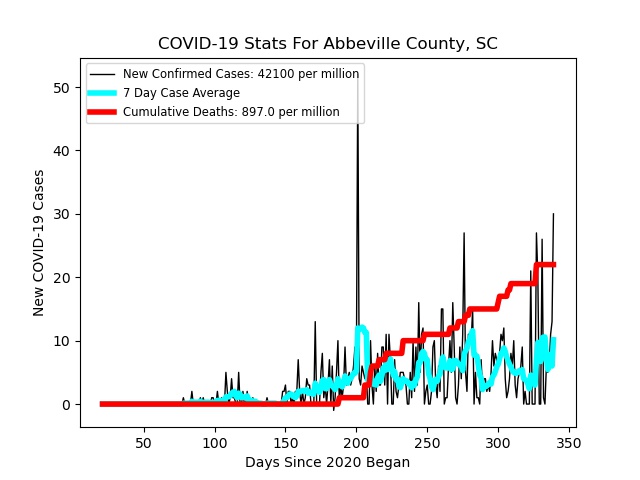 COVID-19 Stats For Abbeville County, SC
New Confirmed Cases: 42100 per million
7 Day Case Average
Cumulative Deaths: 897.0 per million
New COVID-19 Cases
50
40
30
20
10
0
50 100 150 200 250 300 350
Days Since 2020 Began